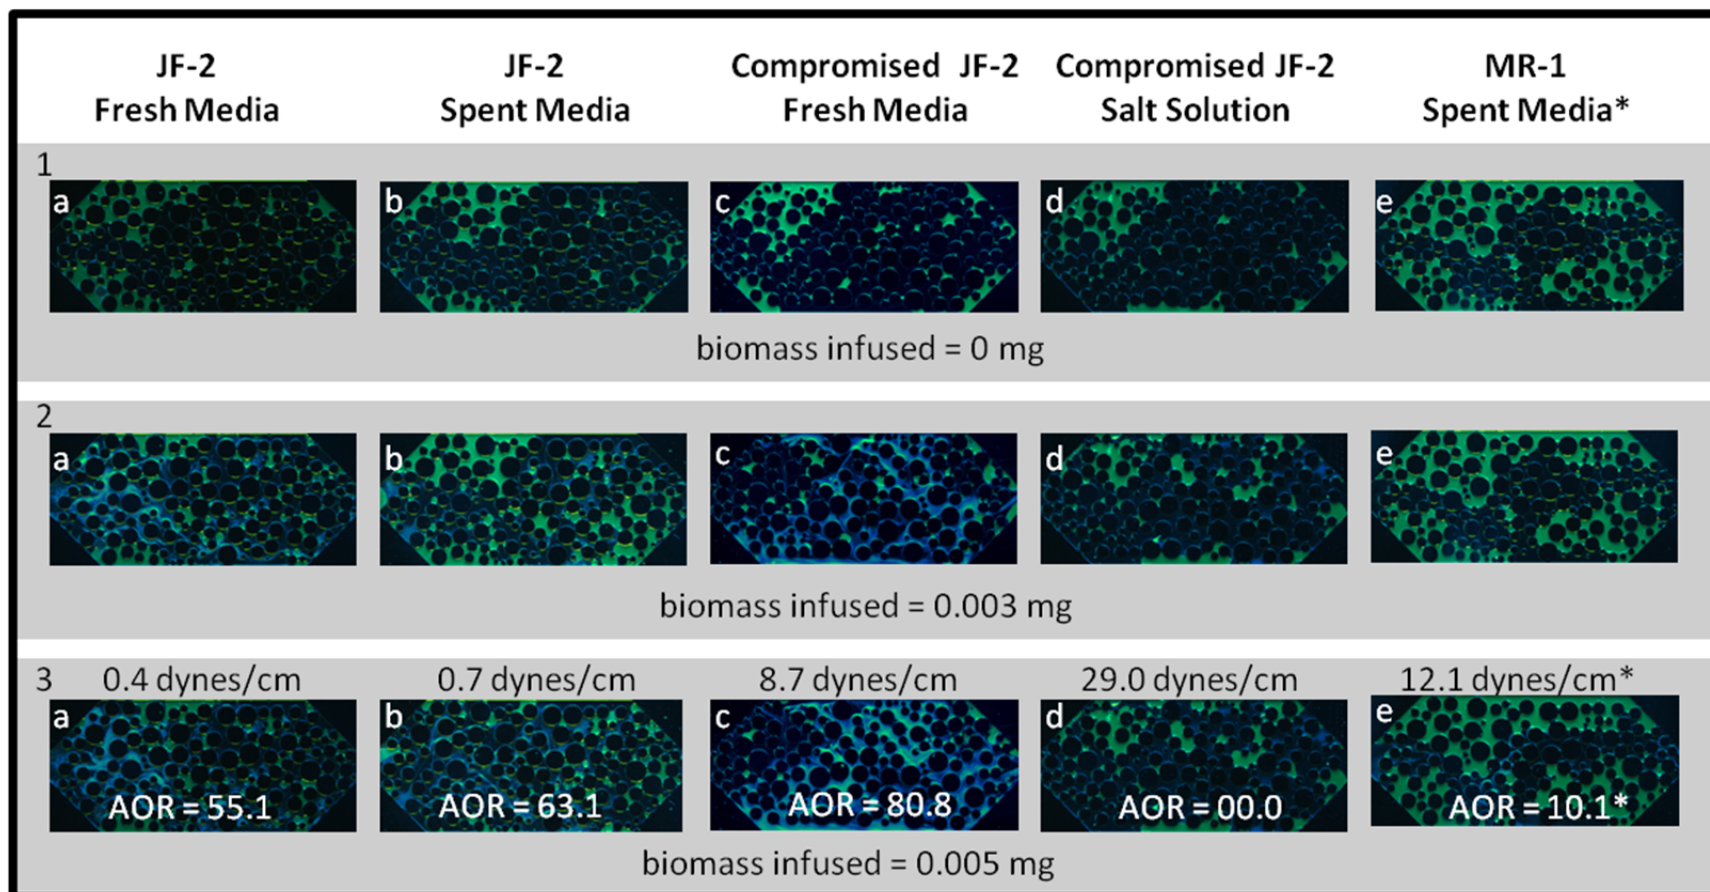 JF-2 Fresh Media
JF-2 Spent Media
Compromised JF-2 Fresh Media
Compromised JF-2 Salt Solution
MR-1 Spent Media*
1
a
b
c
d
e
biomass infused = 0 mg
2
a
b
c
d
e
biomass infused = 0.003 mg
3
0.4 dynes/cm
0.7 dynes/cm
8.7 dynes/cm
29.0 dynes/cm
12.1 dynes/cm*
a
b
c
d
e
AOR = 55.1
AOR = 63.1
AOR = 80.8
AOR = 00.0
AOR = 10.1*
biomass infused = 0.005 mg